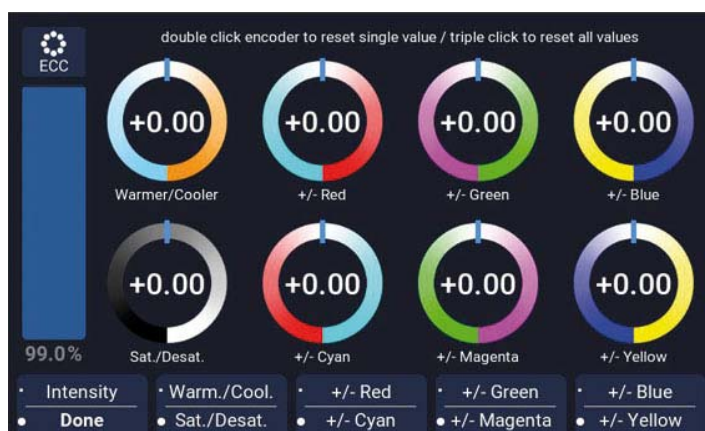 double click encoder to reset single value / triple click to reset all values
ECC
+0.00 +0.00 +0.00 +0.00
Warmer/Cooler +/- Red +/- Green +/- Blue
+0.00 +0.00 +0.00 +0.00
99.0% Sat./Desat. +/- Cyan +/- Magenta +/- Yellow
Intensity Warm./Cool. +/- Red +/- Green +/- Blue
Done Sat./Desat. +/- Cyan +/- Magenta +/- Yellow